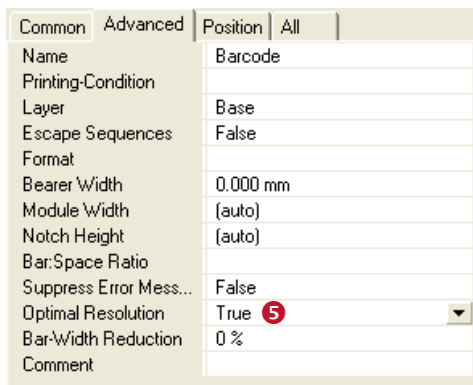 Common Advanced Position All
Name Barcode
Printing-Condition
Layer Base
Escape Sequences False
Format
Bearer Width 0.000 mm
Module Width (auto)
Notch Height (auto)
Bar:Space Ratio
Suppress Error Mess... False
Optimal Resolution True 5
Bar-Width Reduction 0 %
Comment